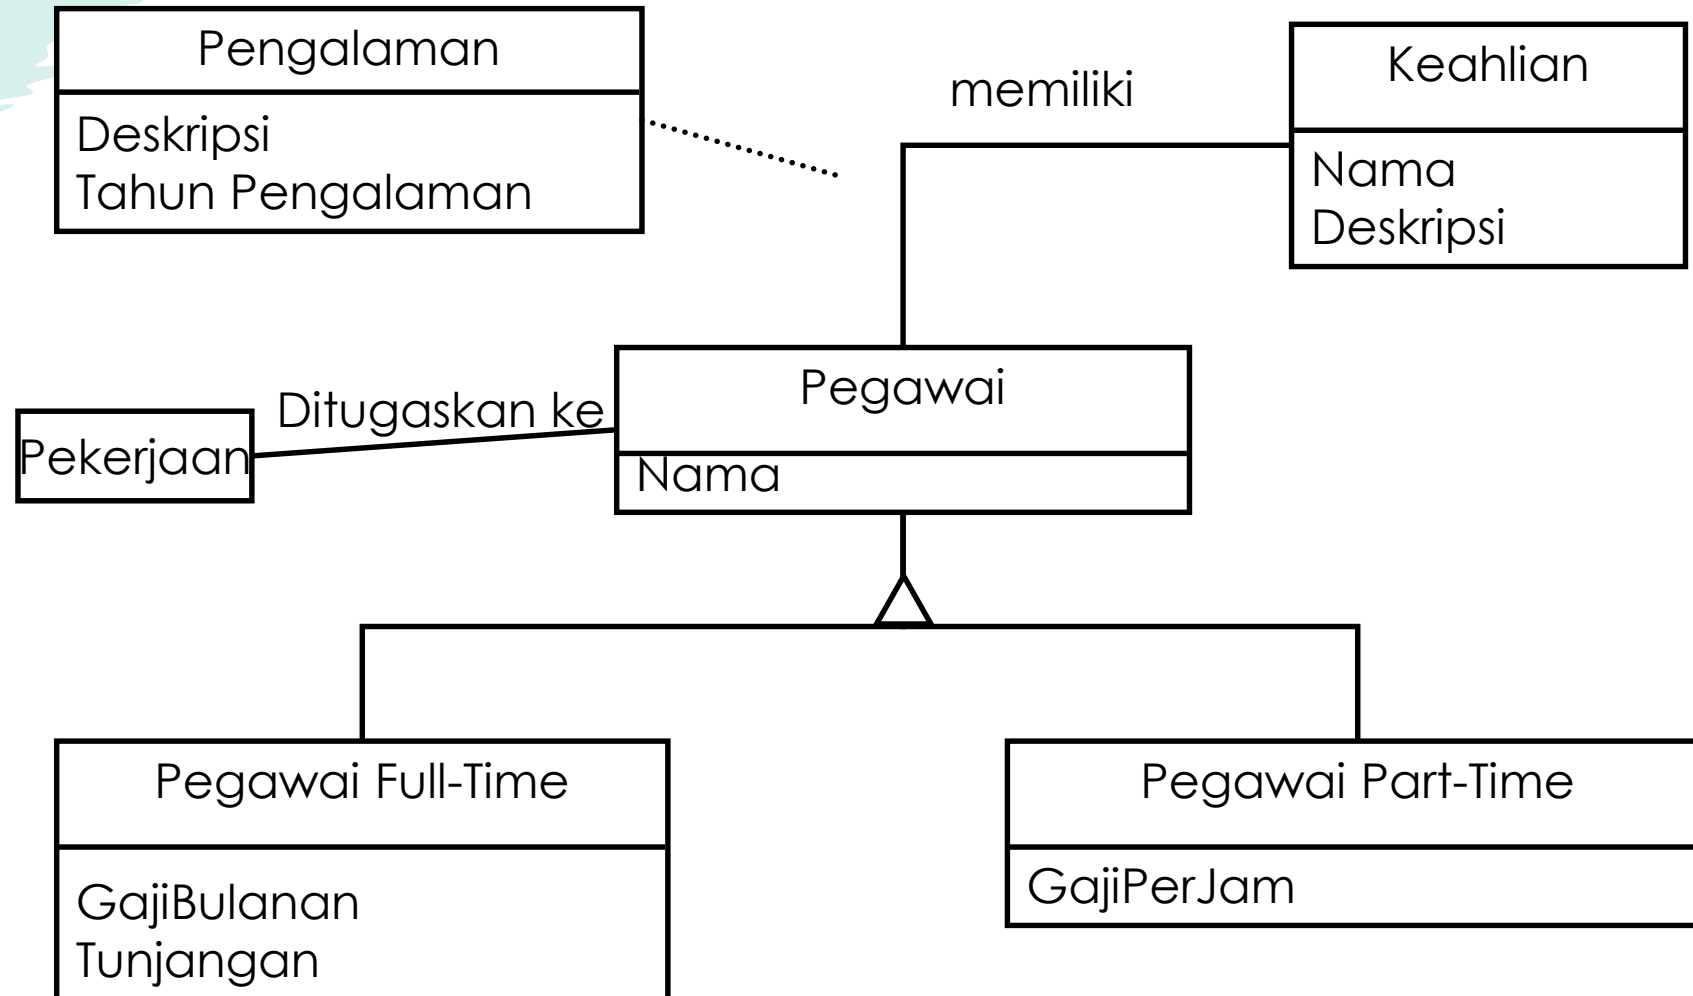 Pengalaman
Deskripsi
Tahun Pengalaman
memiliki
Keahlian
Nama
Deskripsi
Pekerjaan
Ditugaskan ke
Pegawai
Nama
Pegawai Full-Time
GajiBulanan
Tunjangan
Pegawai Part-Time
GajiPerJam